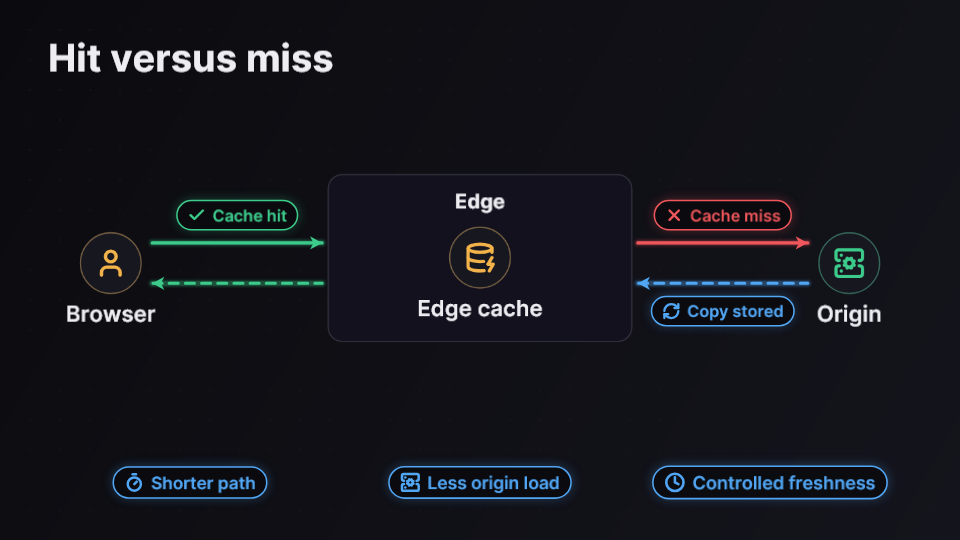 Hit versus miss
Edge
Cache hit
Cache miss
Browser
Edge cache
Copy stored
Origin
Shorter path
Less origin load
Controlled freshness